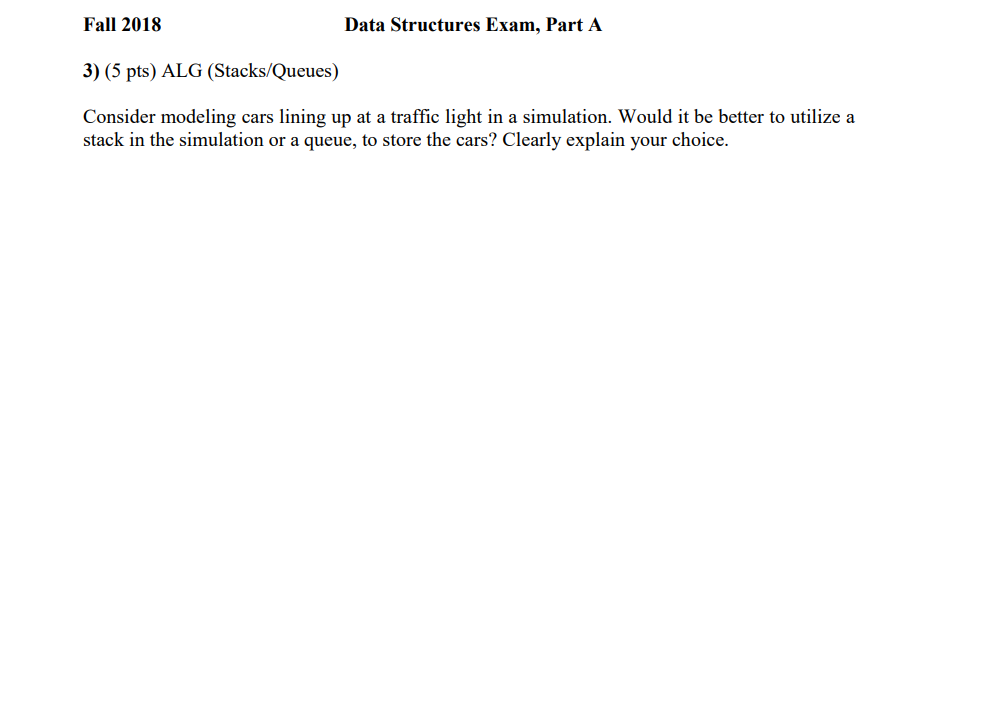 Fall 2018 Data Structures Exam, Part A
3) (5 pts) ALG (Stacks/Queues)
Consider modeling cars lining up at a traffic light in a simulation. Would it be better to utilize a
stack in the simulation or a queue, to store the cars? Clearly explain your choice.